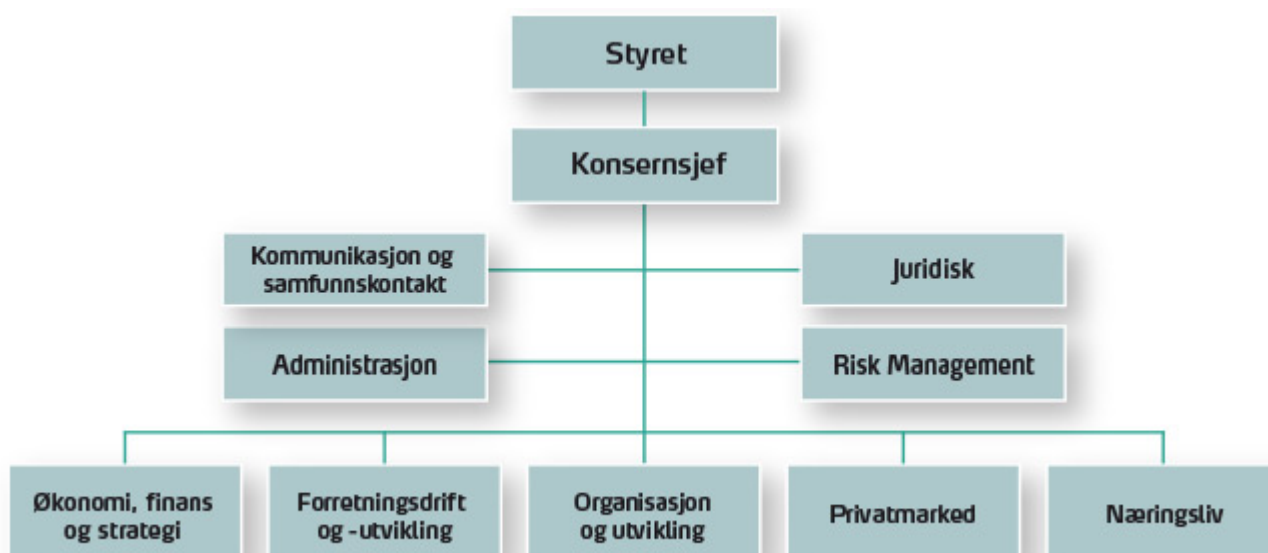 Styret
Konsernsjef
Kommunikasjon og
samfunnskontakt
Juridisk
Administrasjon
Risk Management
Økonomi, finans
og strategi
Forretningsdrift
og -utvikling
Organisasjon
og utvikling
Privatmarked
Næringsliv